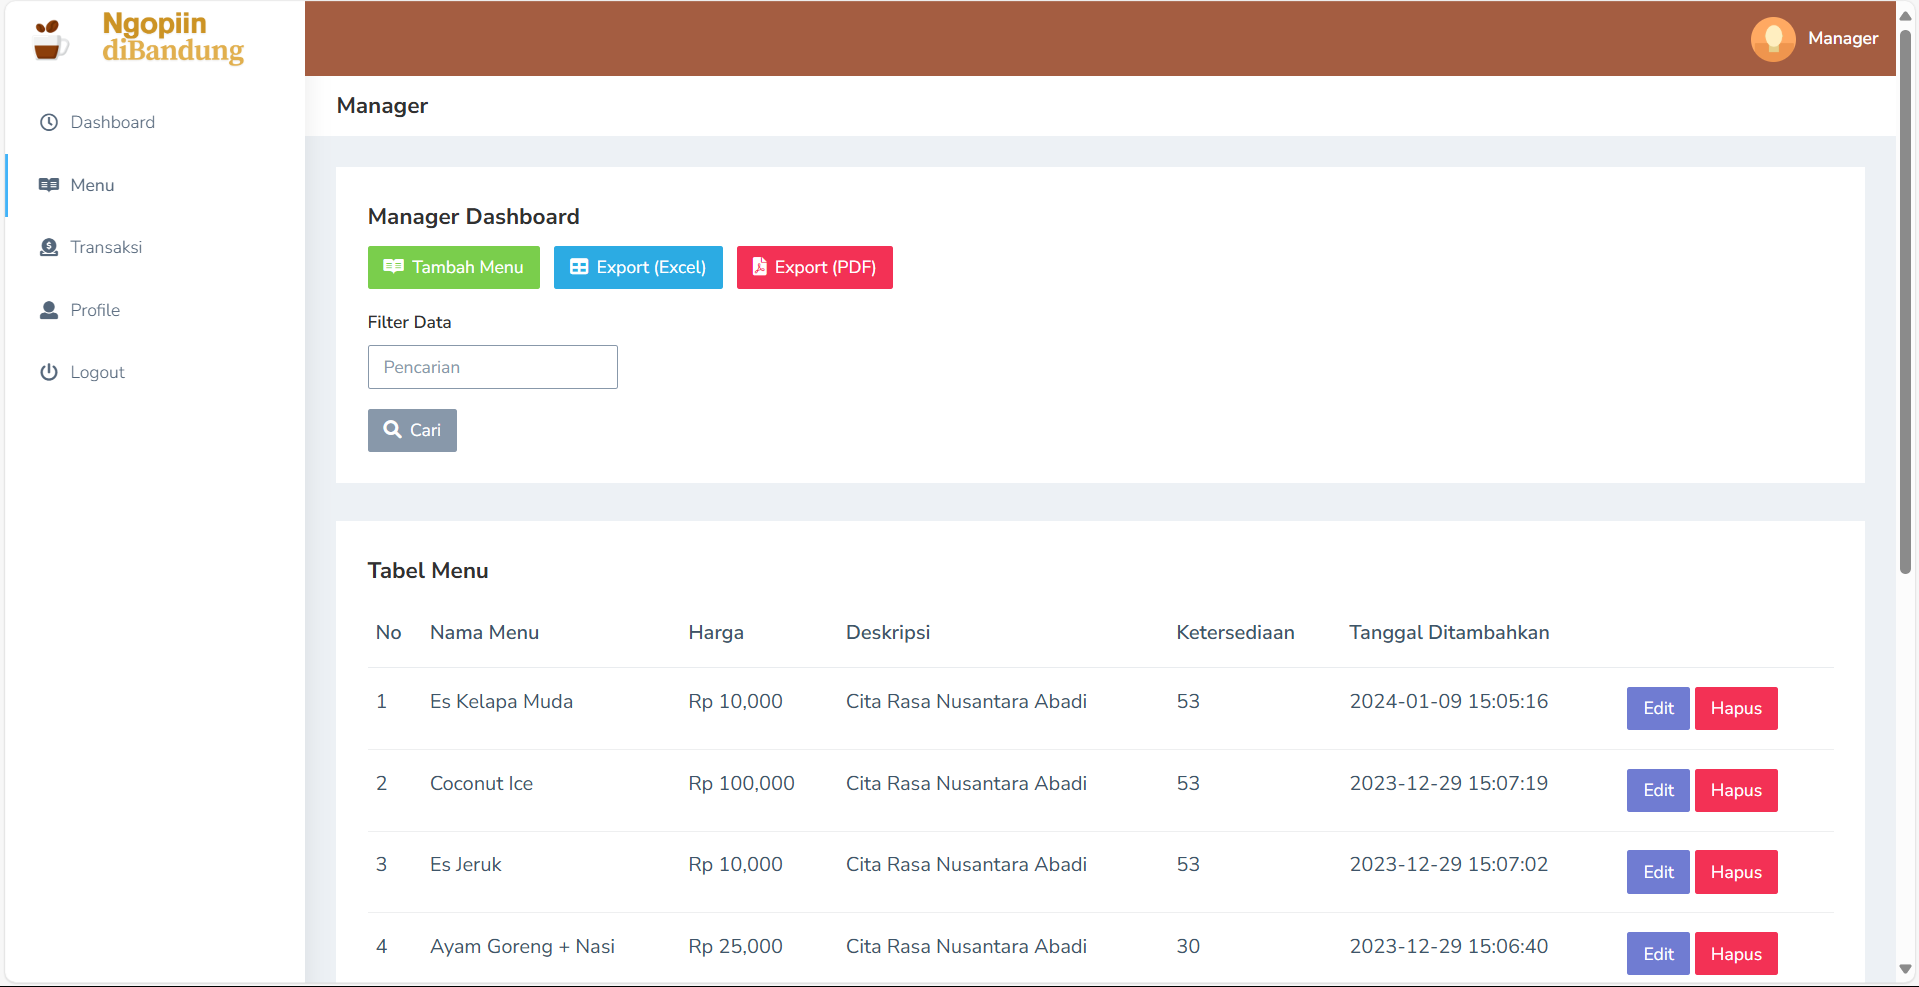 Ngopiin
diBandung
Manager
Dashboard
Menu
Transaksi
Profile
Logout
Manager
Manager Dashboard
Tambah Menu Export (Excel) Export (PDF)
Filter Data
Pencarian
Cari
Tabel Menu
No Nama Menu Harga Deskripsi Ketersediaan Tanggal Ditambahkan
1 Es Kelapa Muda Rp 10,000 Cita Rasa Nusantara Abadi 53 2024-01-09 15:05:16 Edit Hapus
2 Coconut Ice Rp 100,000 Cita Rasa Nusantara Abadi 53 2023-12-29 15:07:19 Edit Hapus
3 Es Jeruk Rp 10,000 Cita Rasa Nusantara Abadi 53 2023-12-29 15:07:02 Edit Hapus
4 Ayam Goreng + Nasi Rp 25,000 Cita Rasa Nusantara Abadi 30 2023-12-29 15:06:40 Edit Hapus